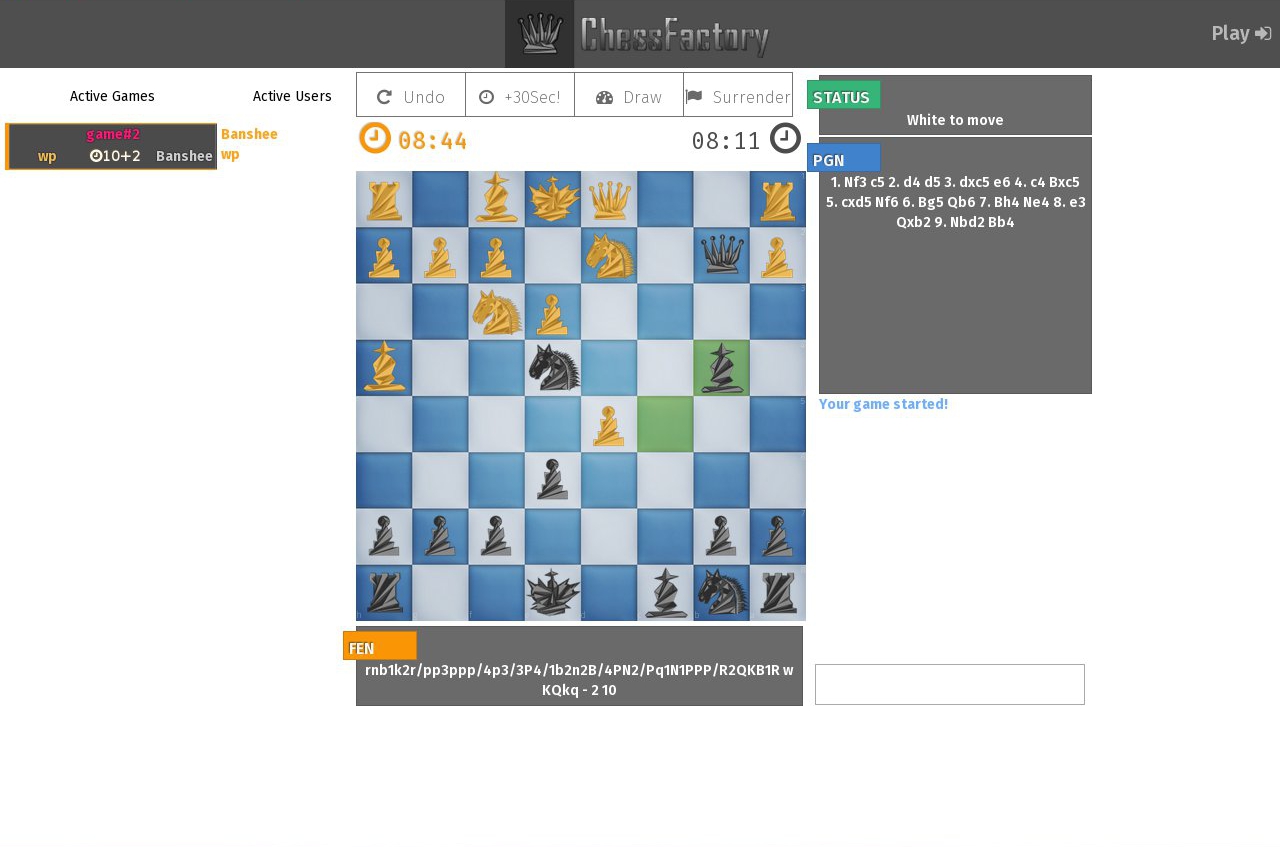 ChessFactory
Play
Active Games
Active Users
Undo
+30Sec!
Draw
Surrender
STATUS
White to move
08:44
08:11
game#2
wp
10+2
Banshee
Banshee
wp
PGN
1. Nf3 c5 2. d4 d5 3. dxc5 e6 4. c4 Bxc5
5. cxd5 Nf6 6. Bg5 Qb6 7. Bh4 Ne4 8. e3
Qxb2 9. Nbd2 Bb4
Your game started!
FEN
rnb1k2r/pp3ppp/4p3/3P4/1b2n2B/4PN2/Pq1N1PPP/R2QKB1R w
KQkq - 2 10